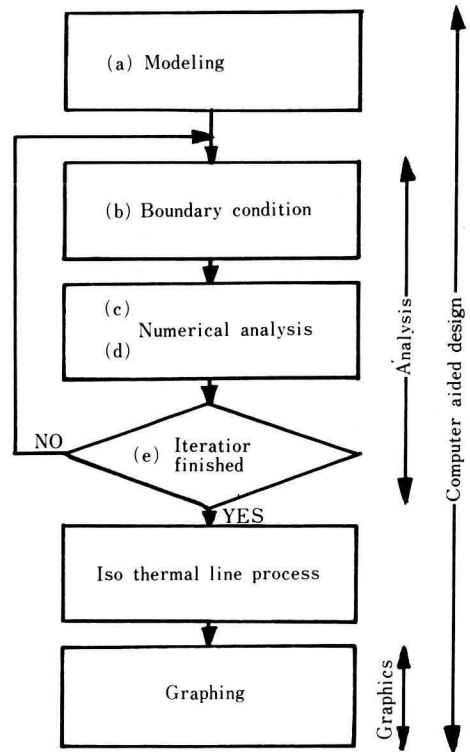 (a) Modeling
(b) Boundary condition
(c)
Numerical analysis
(d)
(e) Iteratior
finished
NO
YES
Iso thermal line process
Graphing
Analysis
Graphics
Computer aided design